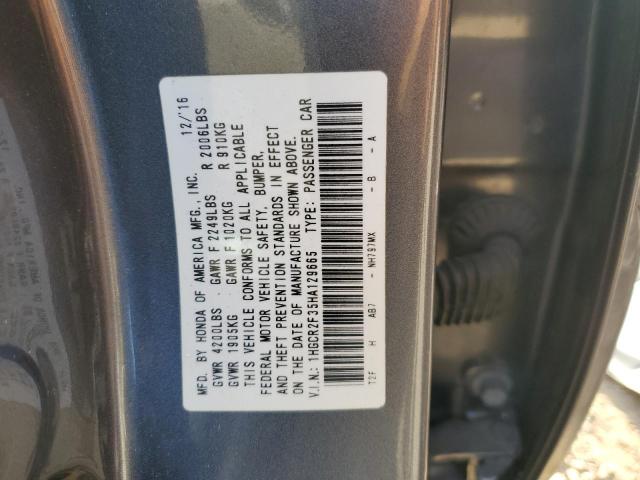 MFD. BY HONDA OF AMERICA MFG., INC. 12/'16
GVWR 4200LBS GAWR F 2249LBS R 2006LBS
GVWR 1905KG GAWR F 1020KG R 910KG
THIS VEHICLE CONFORMS TO ALL APPLICABLE
FEDERAL MOTOR VEHICLE SAFETY, BUMPER,
AND THEFT PREVENTION STANDARDS IN EFFECT
ON THE DATE OF MANUFACTURE SHOWN ABOVE.
V.I.N.: 1HGCR2F35HA129665 TYPE: PASSENGER CAR
T2F H AB7 - NH797MX - B - A